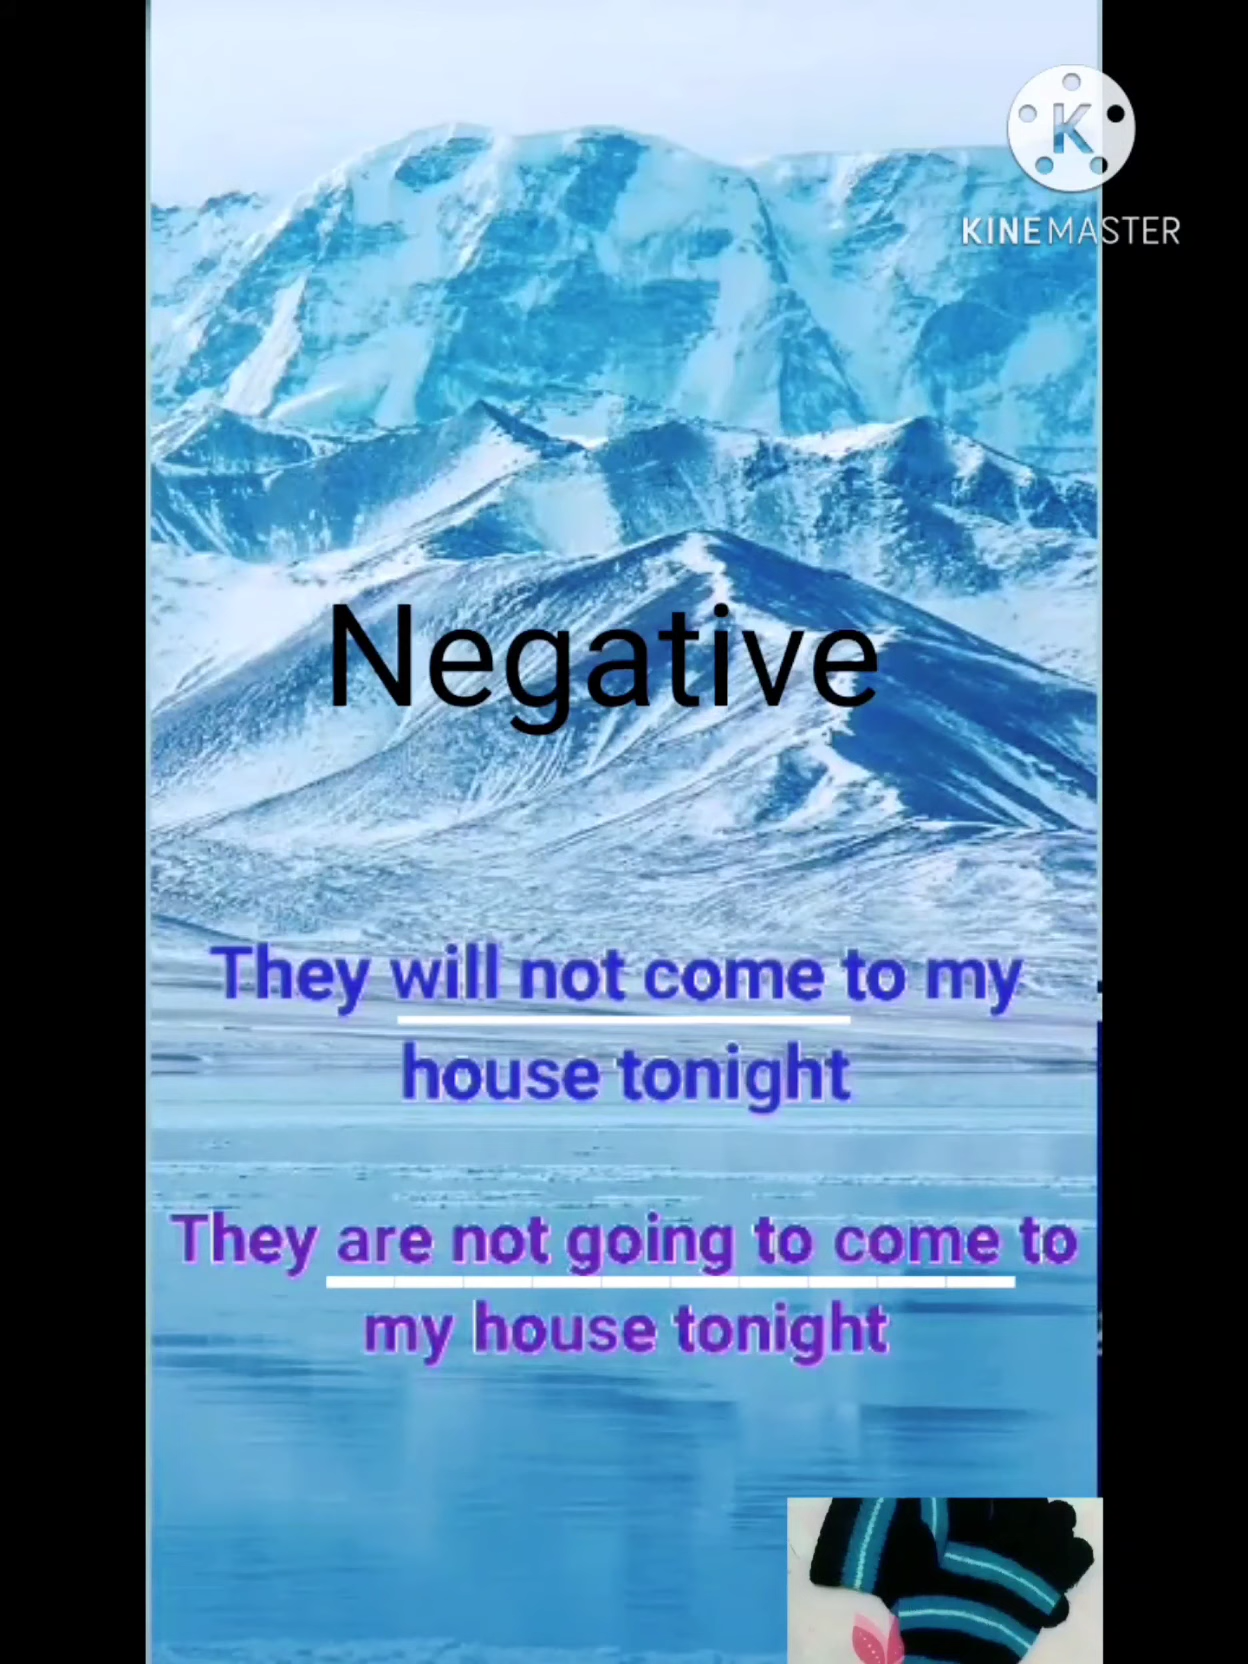 K
KINEMASTER
Negative
They will not come to my
house tonight
They are not going to come to
my house tonight